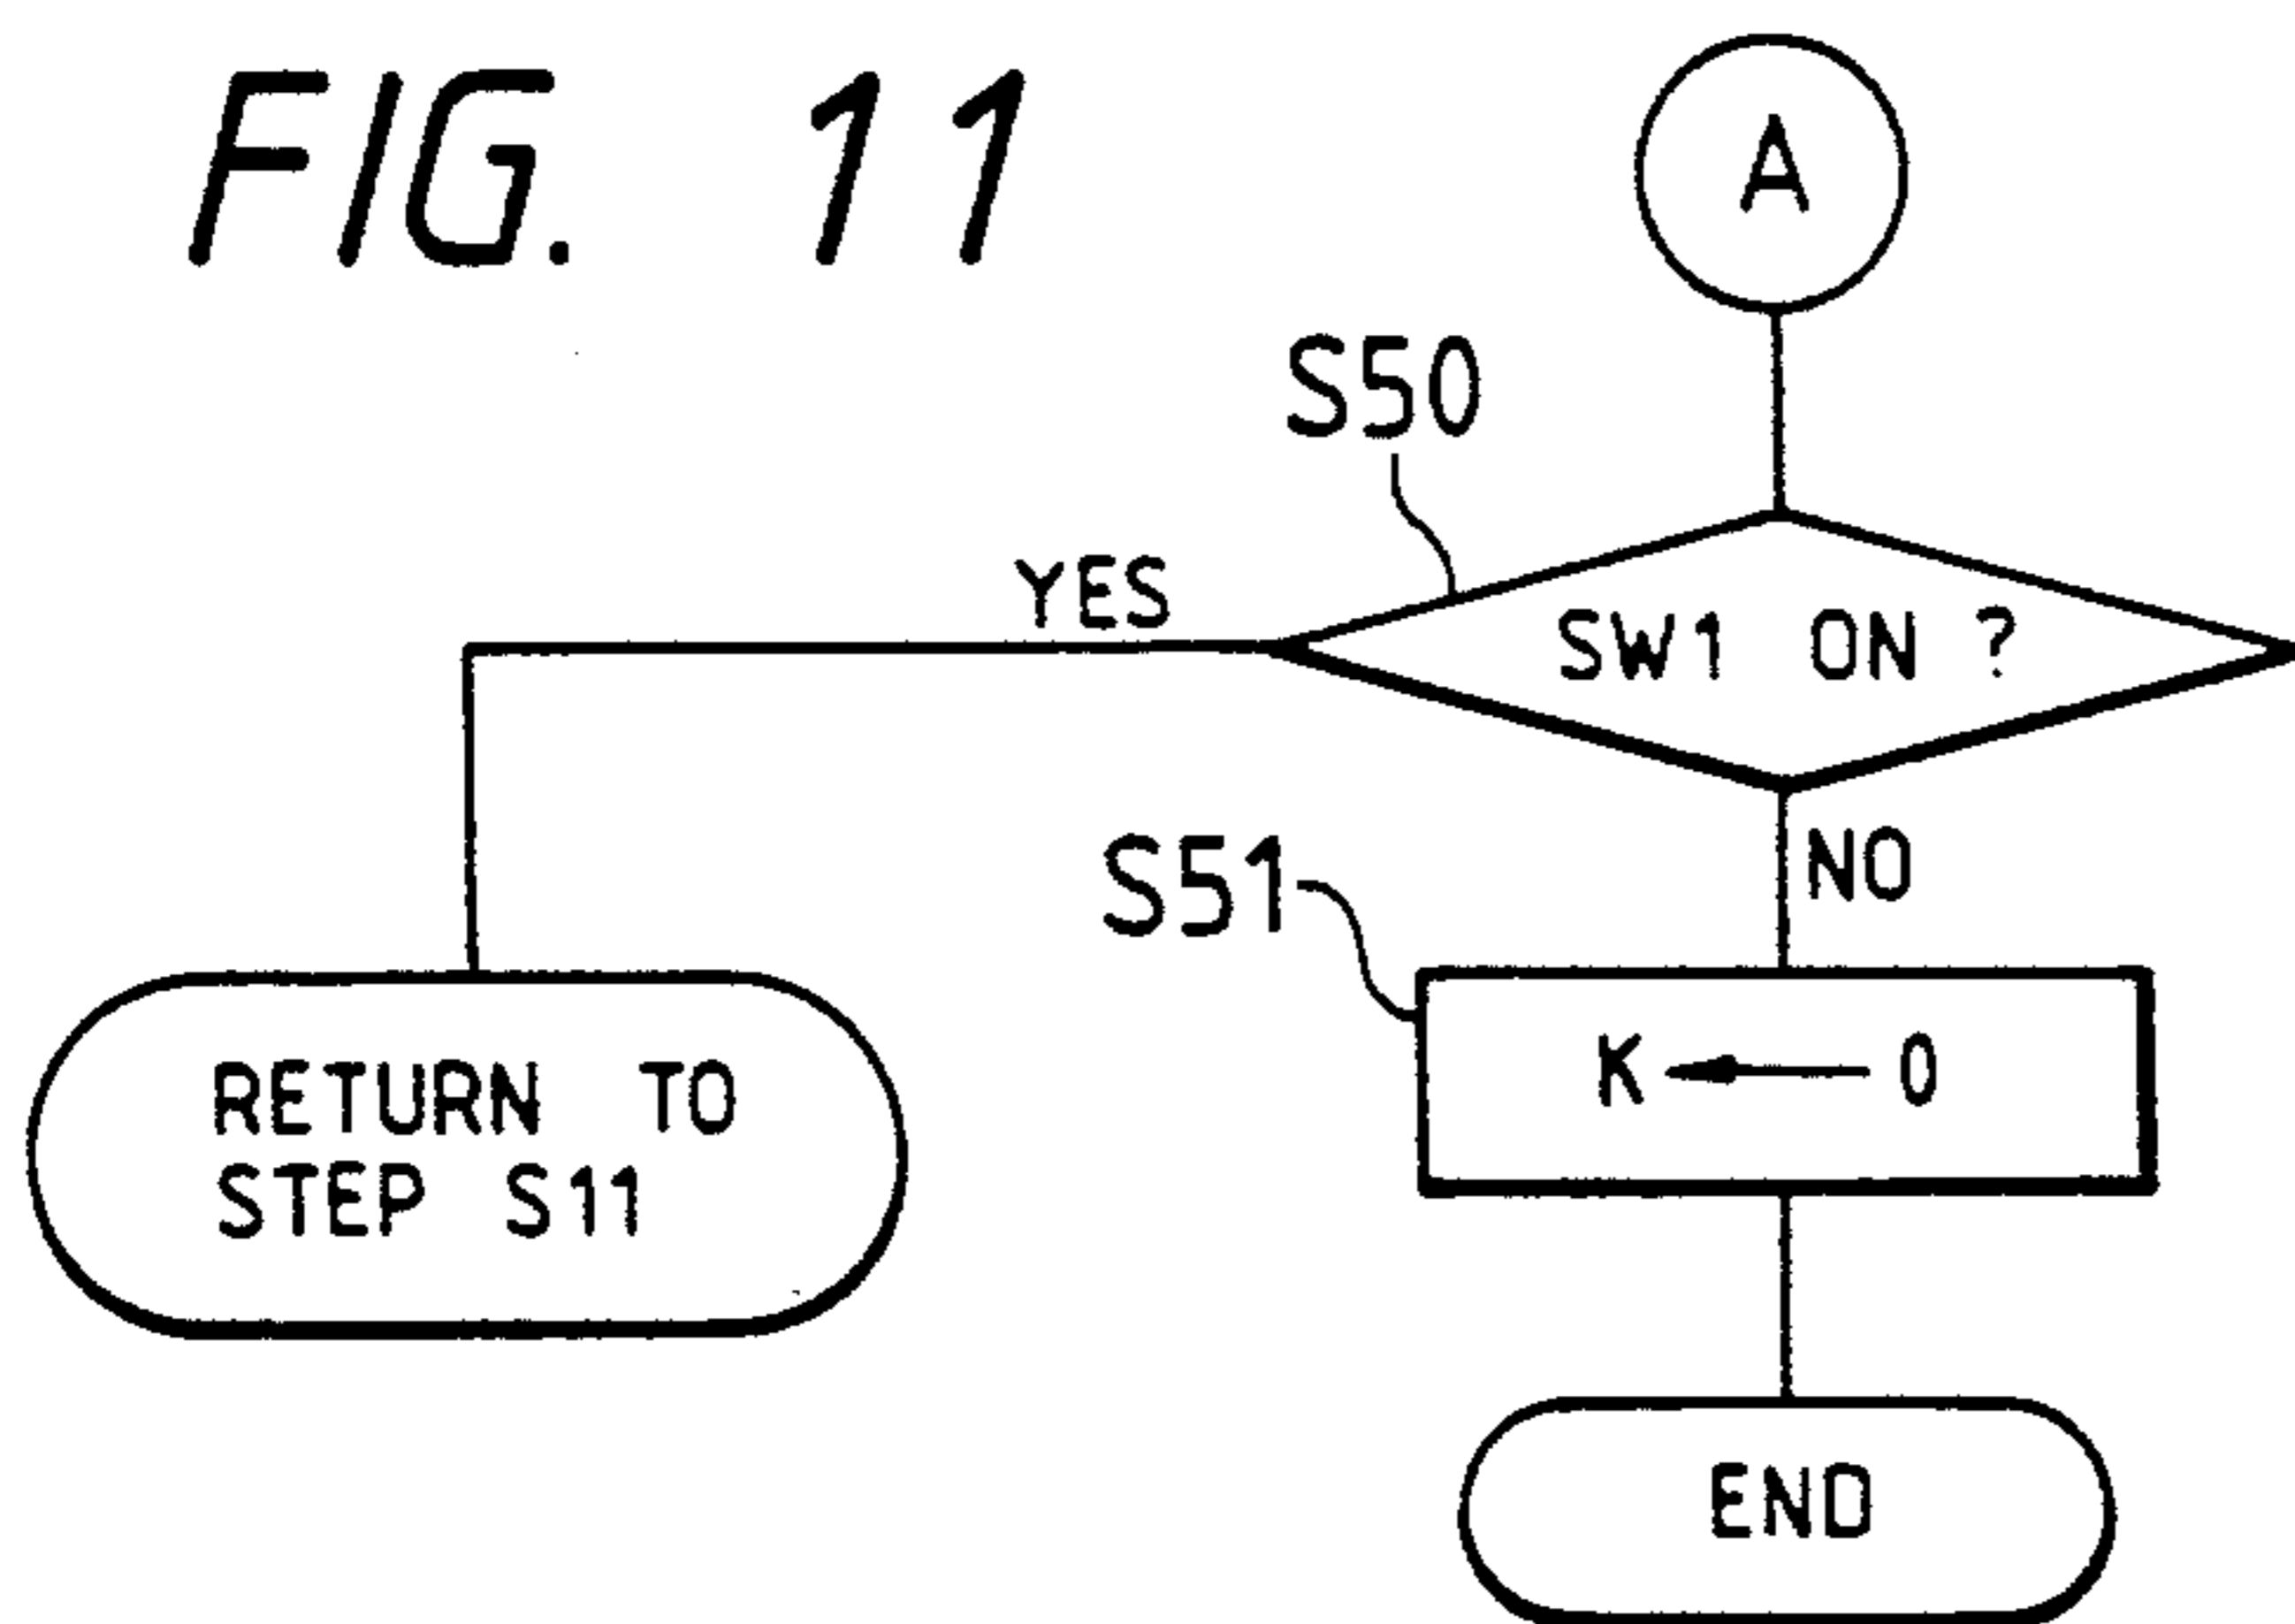 FIG. 11
A
S50
YES
SW1 ON ?
S51
NO
K ← 0
RETURN TO
STEP S11
END